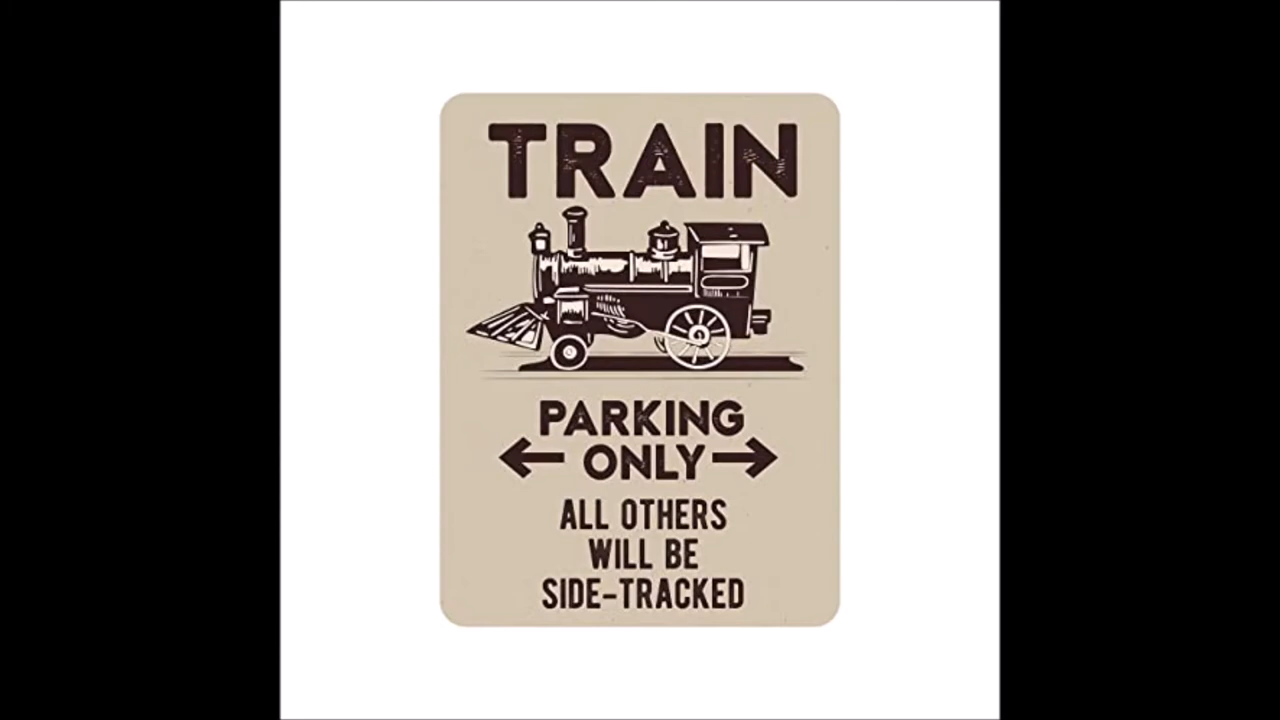 TRAIN
PARKING
ONLY
ALL OTHERS
WILL BE
SIDE-TRACKED